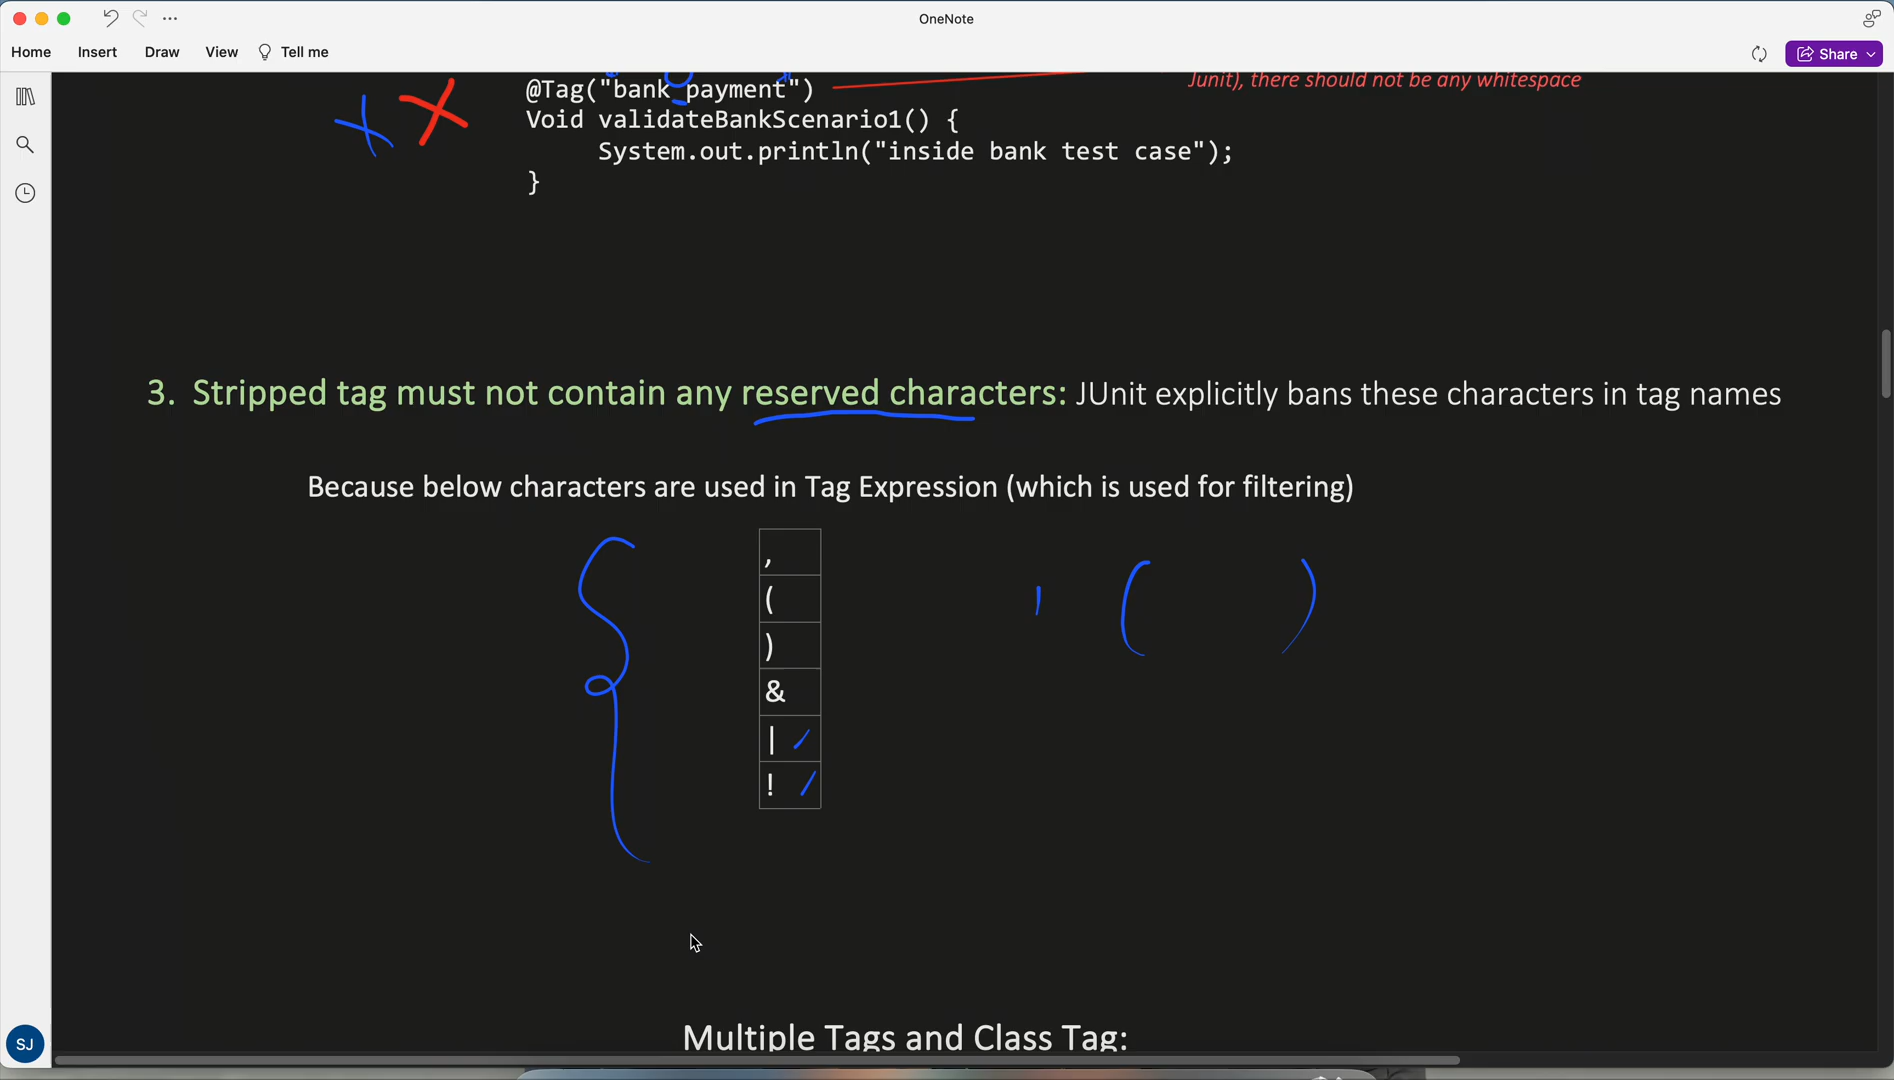 OneNote
Home Insert Draw View Tell me
Share
@Tag("bank payment")
Junit), there should not be any whitespace
Void validateBankScenario1() {
System.out.println("inside bank test case");
}
3. Stripped tag must not contain any reserved characters: JUnit explicitly bans these characters in tag names
Because below characters are used in Tag Expression (which is used for filtering)
,
(
)
&
|
!
, ( )
Multiple Tags and Class Tag:
SJ